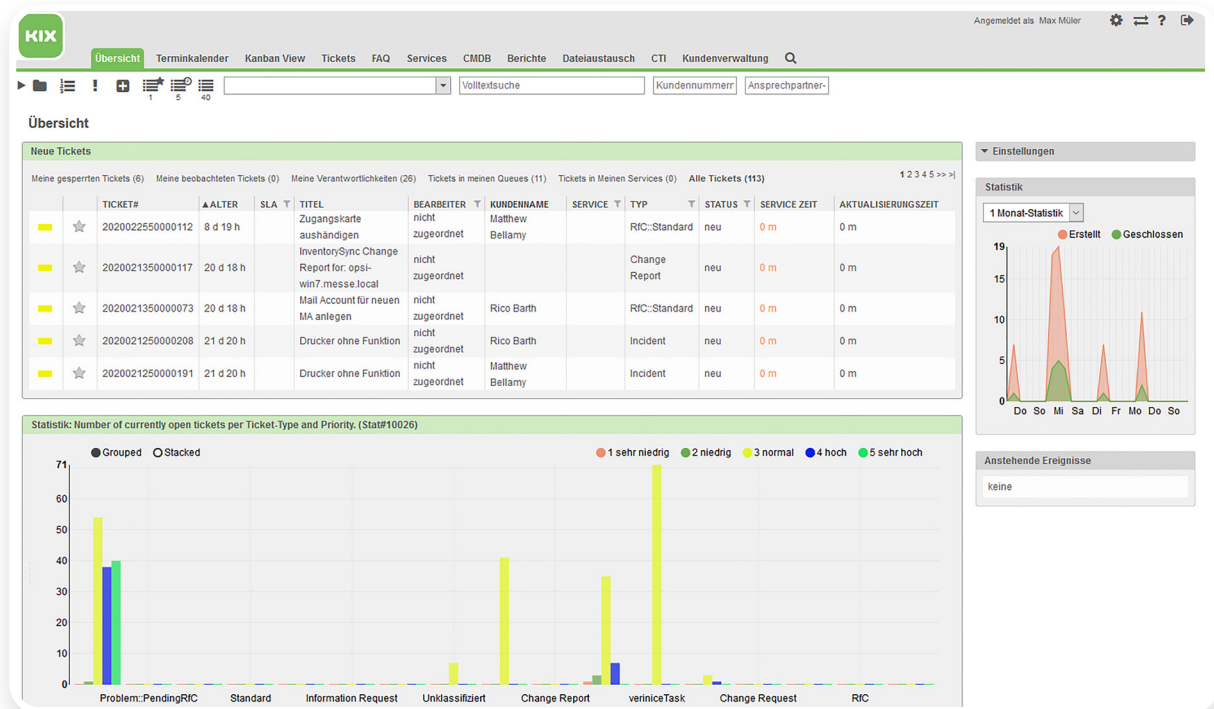 KIX
Angemeldet als Max Müler
?
Übersicht Terminkalender Kanban View Tickets FAQ Services CMDB Berichte Dateiaustausch CTI Kundenverwaltung
1 5 40
Volltextsuche Kundennummern Ansprechpartner-
Übersicht
Neue Tickets
Meine gesperrten Tickets (6) Meine beobachteten Tickets (0) Meine Verantwortlichkeiten (26) Tickets in meinen Queues (11) Tickets in Meinen Services (0) Alle Tickets (113)
1 2 3 4 5 >> >|
TICKET# ▲ALTER SLA TITEL BEARBEITER KUNDENNAME SERVICE TYP STATUS SERVICE ZEIT AKTUALISIERUNGSZEIT
2020022550000112 8 d 19 h Zugangskarte aushändigen nicht zugeordnet Matthew Bellamy RfC::Standard neu 0 m 0 m
2020021350000117 20 d 18 h InventorySync Change Report for: opsi-win7.messe.local nicht zugeordnet Change Report neu 0 m 0 m
2020021350000073 20 d 18 h Mail Account für neuen MA anlegen nicht zugeordnet Rico Barth RfC::Standard neu 0 m 0 m
2020021250000208 21 d 20 h Drucker ohne Funktion nicht zugeordnet Rico Barth Incident neu 0 m 0 m
2020021250000191 21 d 20 h Drucker ohne Funktion nicht zugeordnet Matthew Bellamy Incident neu 0 m 0 m
Einstellungen
Statistik
1 Monat-Statistik
Erstellt Geschlossen
19
15
10
5
0
Do So Mi Sa Di Fr Mo Do So
Anstehende Ereignisse
keine
Statistik: Number of currently open tickets per Ticket-Type and Priority. (Stat#10026)
Grouped Stacked
1 sehr niedrig 2 niedrig 3 normal 4 hoch 5 sehr hoch
71
60
50
40
30
20
10
0
Problem::PendingRfC Standard Information Request Unklassifiziert Change Report veriniceTask Change Request RfC